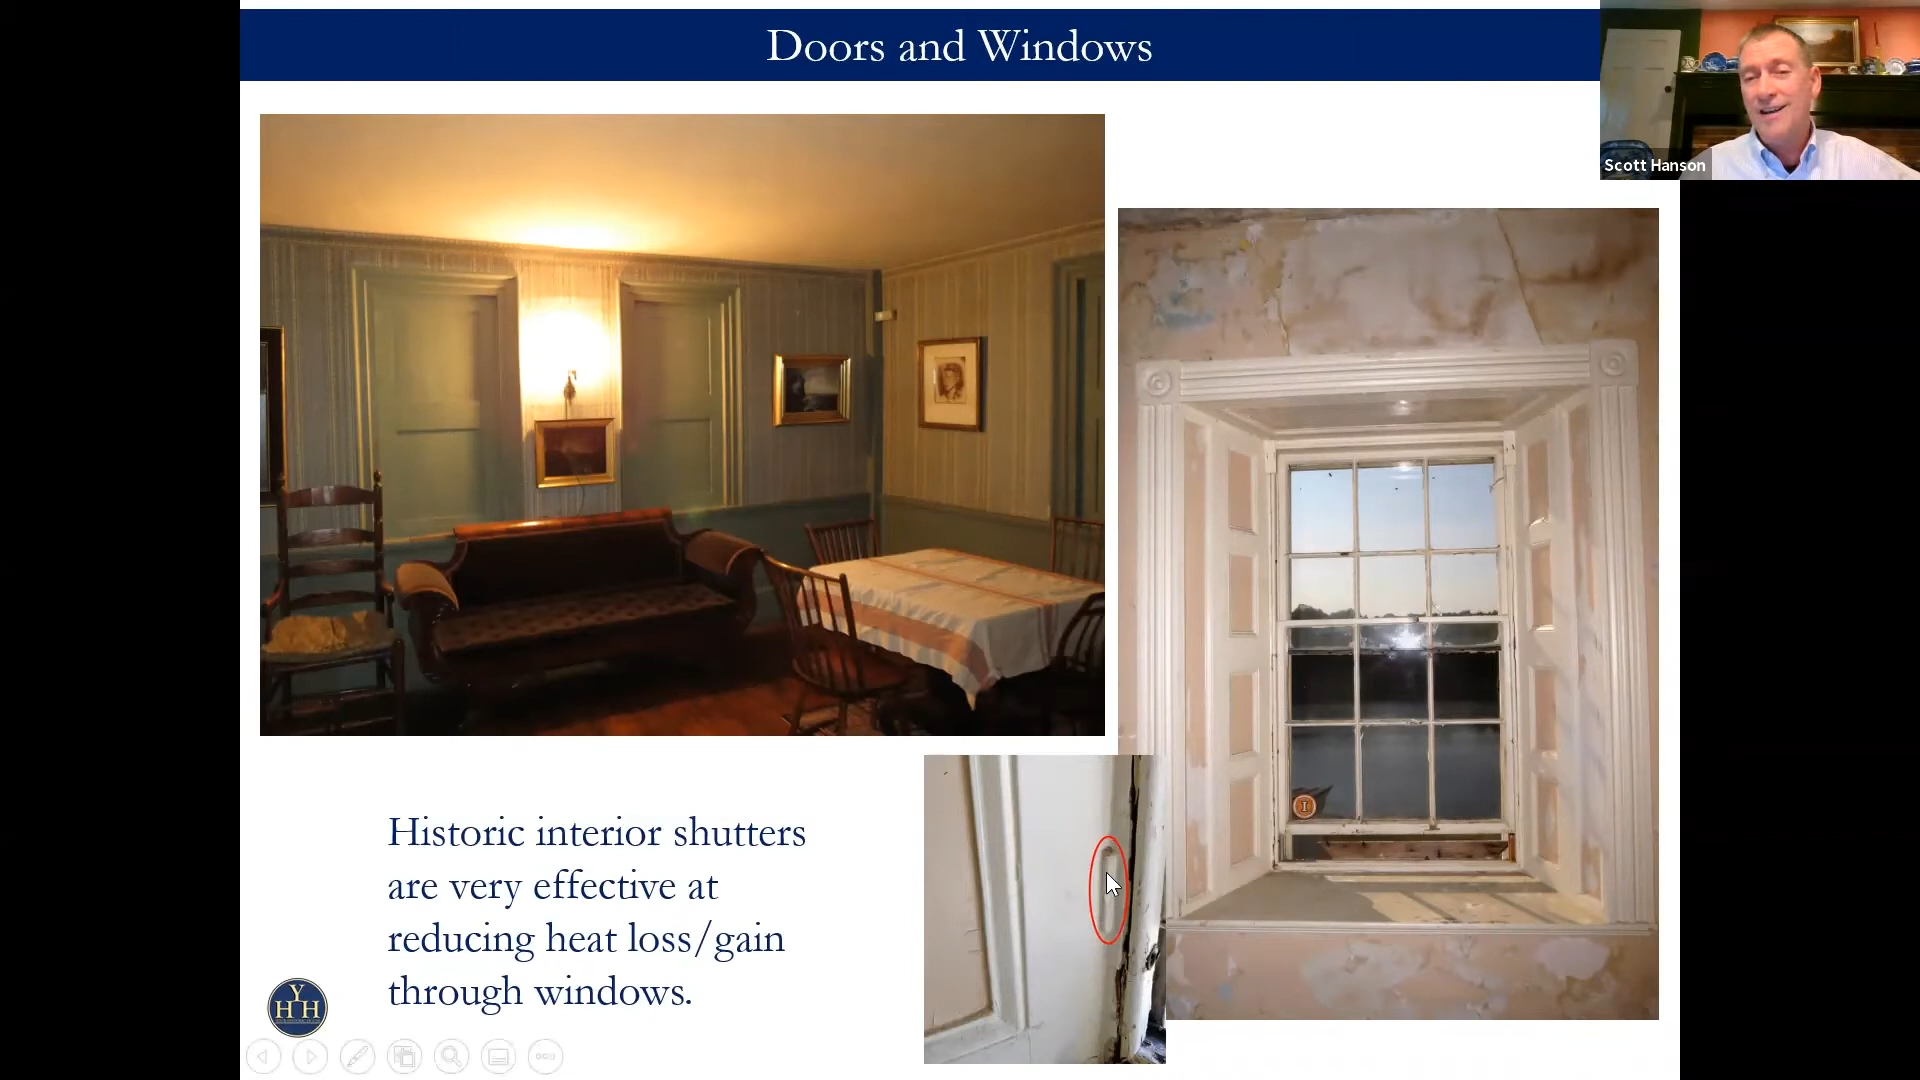 Doors and Windows
Scott Hanson
Historic interior shutters
are very effective at
reducing heat loss/gain
through windows.
Y
H H